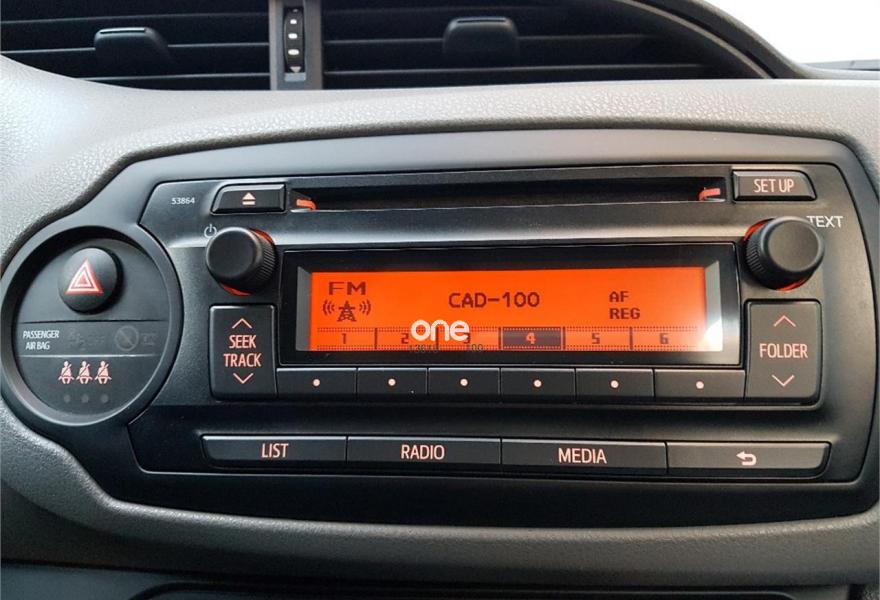 53864
SET UP
TEXT
FM
CAD-100
AF
REG
1 2 3 4 5 6
one
PASSENGER
AIR BAG
SEEK
TRACK
FOLDER
LIST RADIO MEDIA